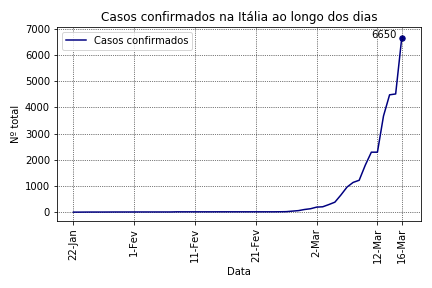 Casos confirmados na Itália ao longo dos dias
7000
6000
5000
4000
3000
2000
1000
0
Nº total
Casos confirmados
6650
22-Jan
1-Fev
11-Fev
21-Fev
2-Mar
12-Mar
16-Mar
Data